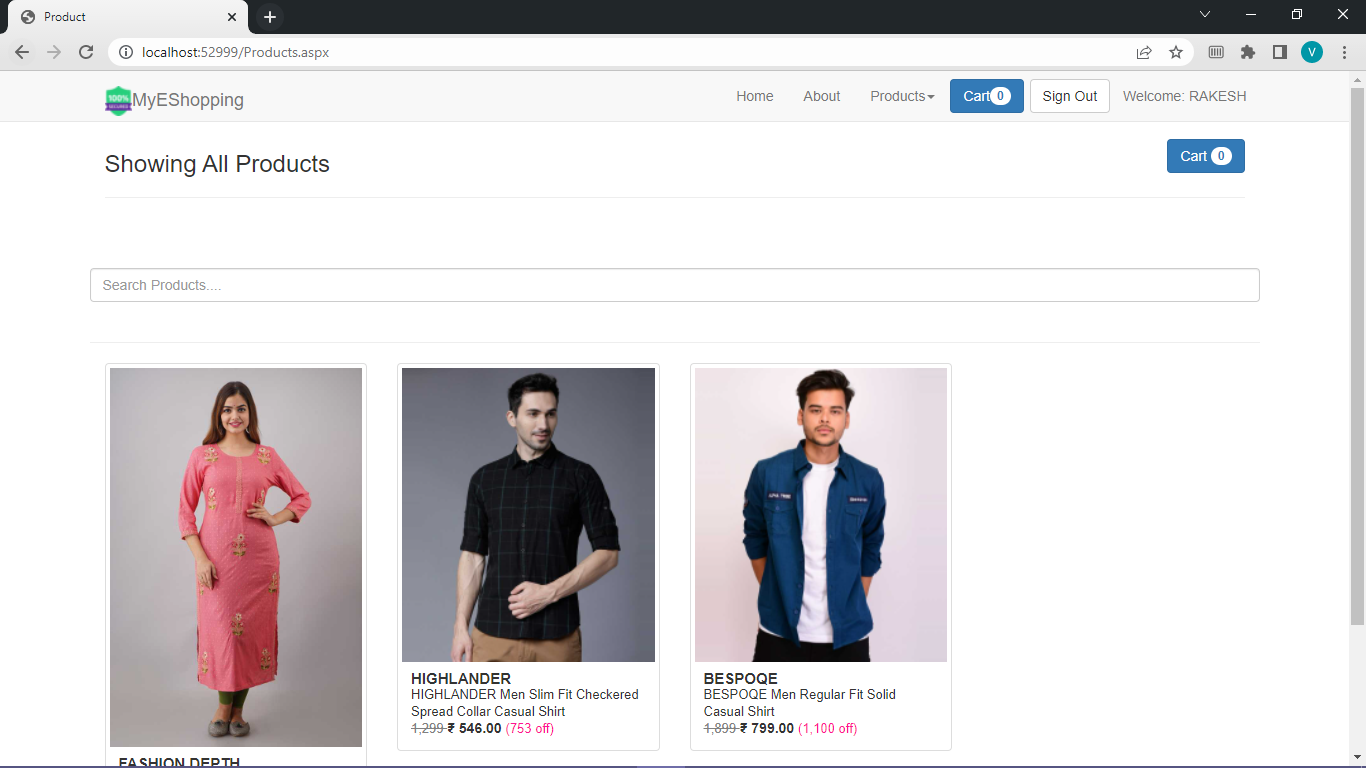 Product
localhost:52999/Products.aspx
V
100%
SECURED
MyEShopping
Home
About
Products
Cart 0
Sign Out
Welcome: RAKESH
Showing All Products
Cart 0
Search Products....
HIGHLANDER
HIGHLANDER Men Slim Fit Checkered
Spread Collar Casual Shirt
1,299 ₹ 546.00 (753 off)
BESPOQE
BESPOQE Men Regular Fit Solid
Casual Shirt
1,899 ₹ 799.00 (1,100 off)
FASHION DEPTH